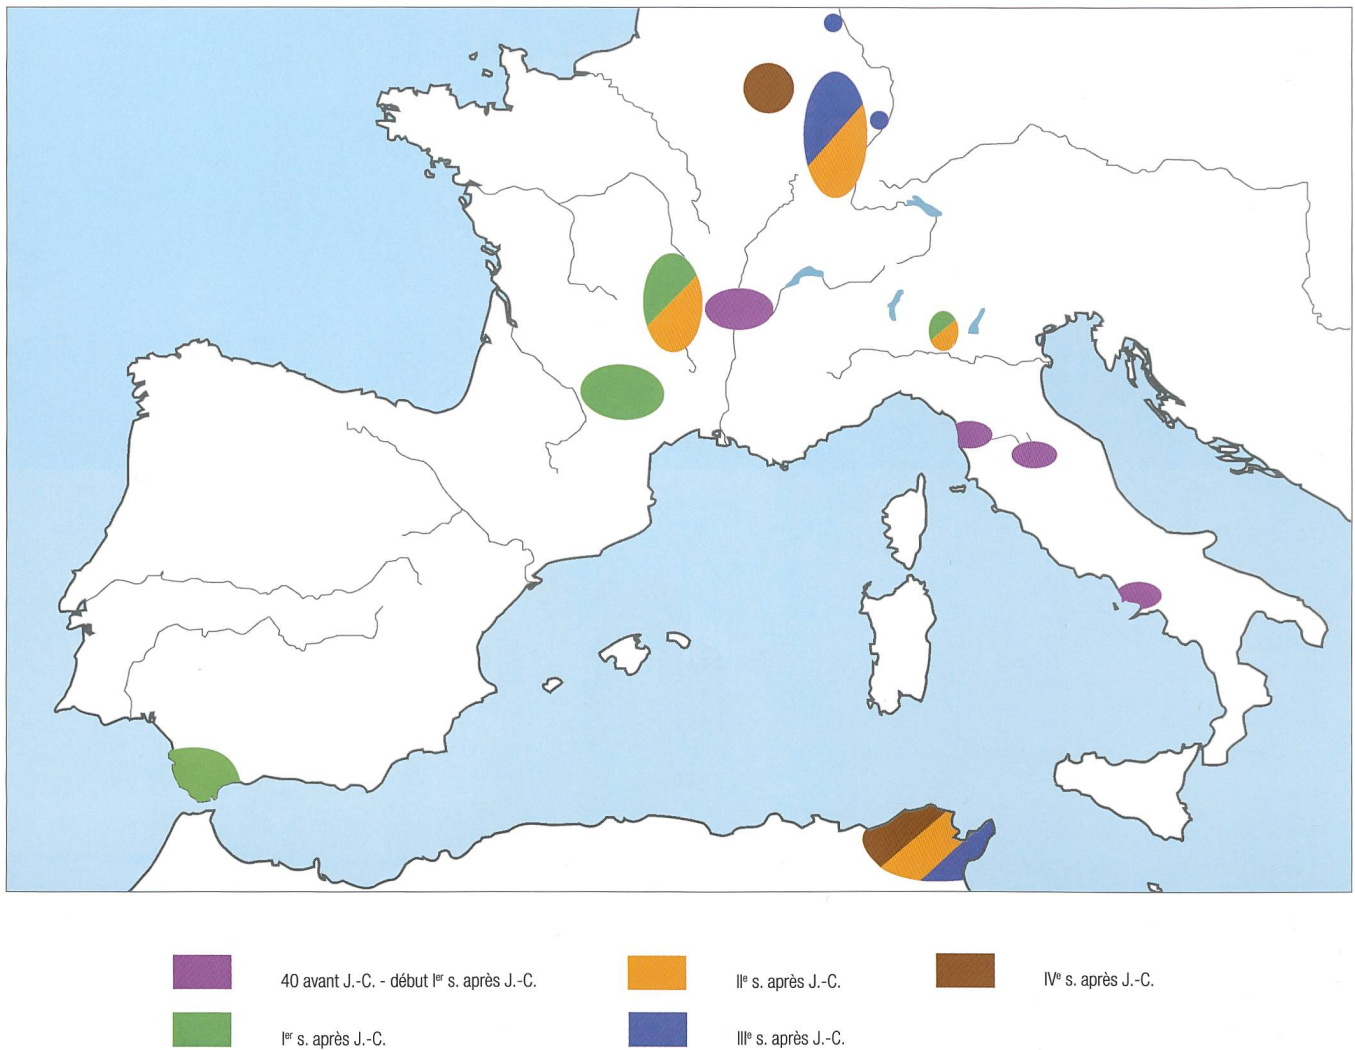 40 avant J.-C. - début Iᵉʳ s. après J.-C.
Iᵉʳ s. après J.-C.
IIᵉ s. après J.-C.
IIIᵉ s. après J.-C.
IVᵉ s. après J.-C.